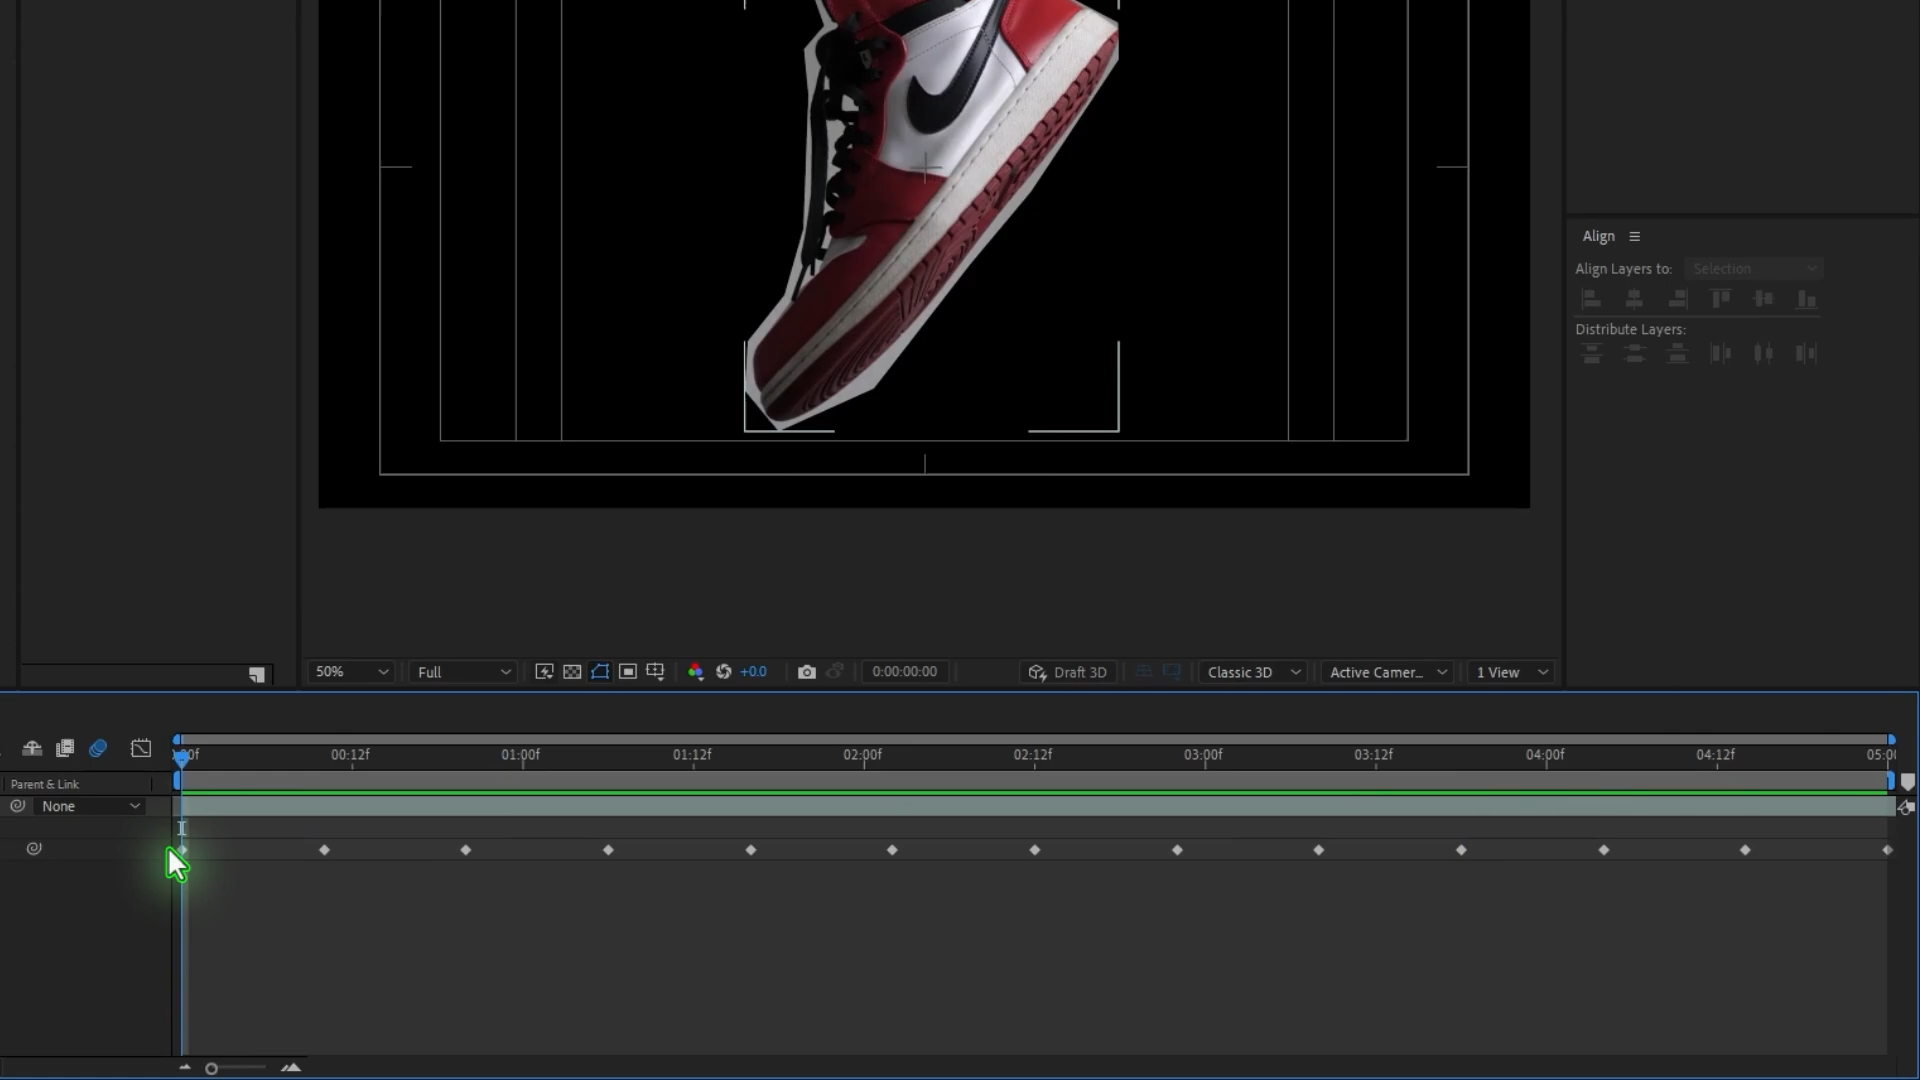 Align
Align Layers to: Selection
Distribute Layers:
50% Full +0.0 0:00:00:00 Draft 3D Classic 3D Active Camer... 1 View
00:12f 01:00f 01:12f 02:00f 02:12f 03:00f 03:12f 04:00f 04:12f
Parent & Link
None